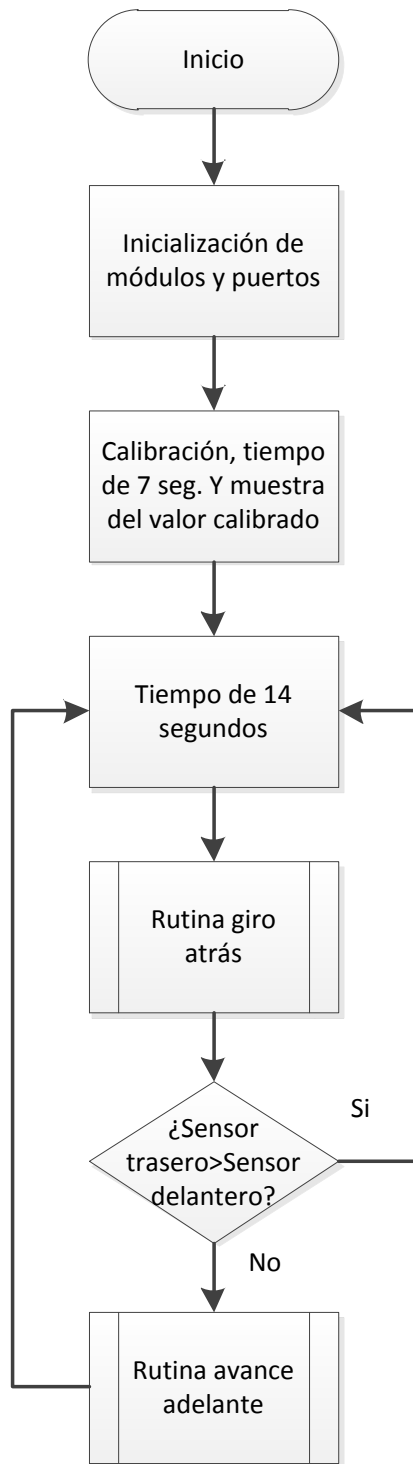 Inicio
Inicialización de
módulos y puertos
Calibración, tiempo
de 7 seg. Y muestra
del valor calibrado
Tiempo de 14
segundos
Rutina giro
atrás
¿Sensor
trasero>Sensor
delantero?
Si
No
Rutina avance
adelante